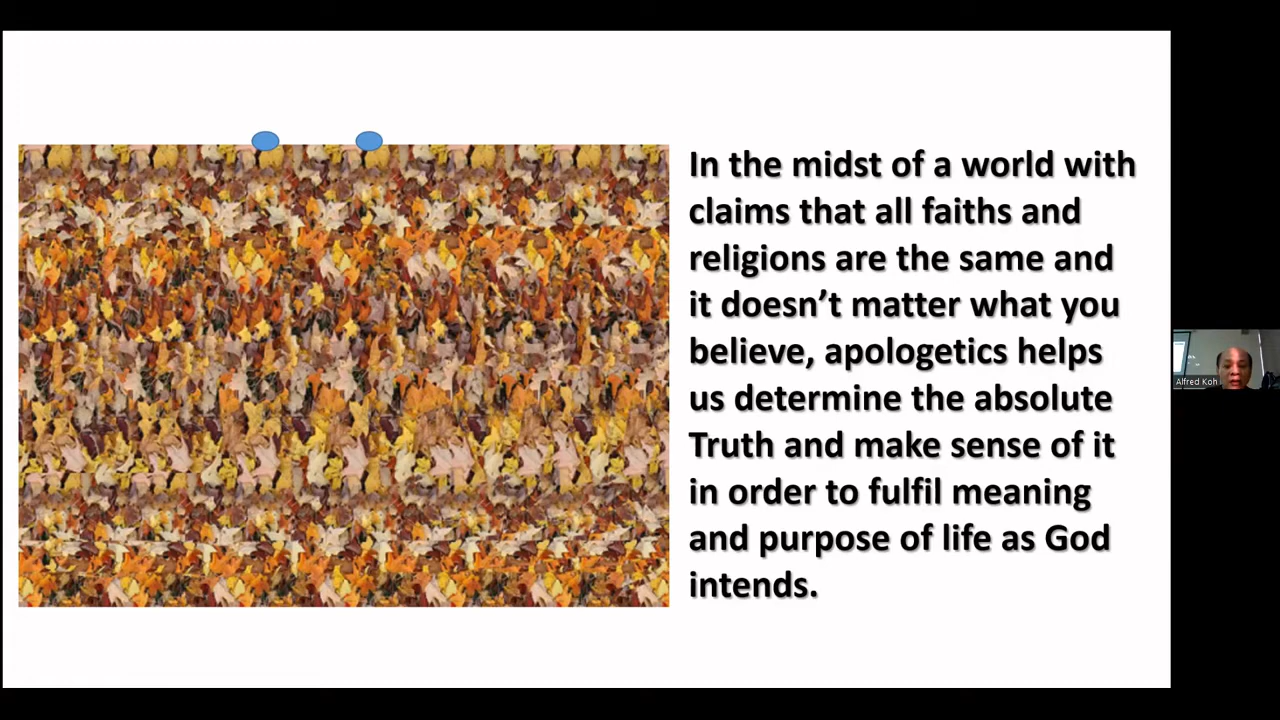 In the midst of a world with
claims that all faiths and
religions are the same and
it doesn’t matter what you
believe, apologetics helps
us determine the absolute
Truth and make sense of it
in order to fulfil meaning
and purpose of life as God
intends.
Alfred Koh